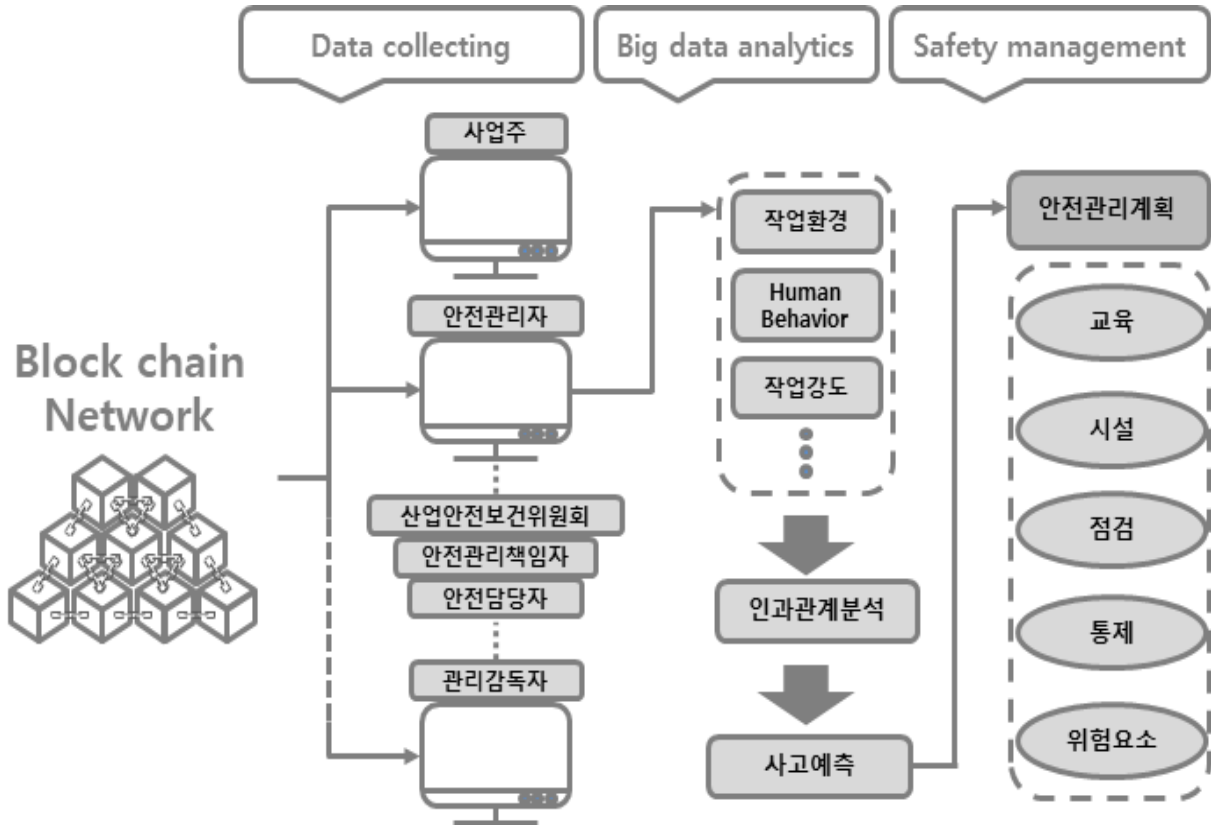 Data collecting
Big data analytics
Safety management
Block chain
Network
사업주
안전관리자
산업안전보건위원회
안전관리책임자
안전담당자
관리감독자
작업환경
Human
Behavior
작업강도
인과관계분석
사고예측
안전관리계획
교육
시설
점검
통제
위험요소